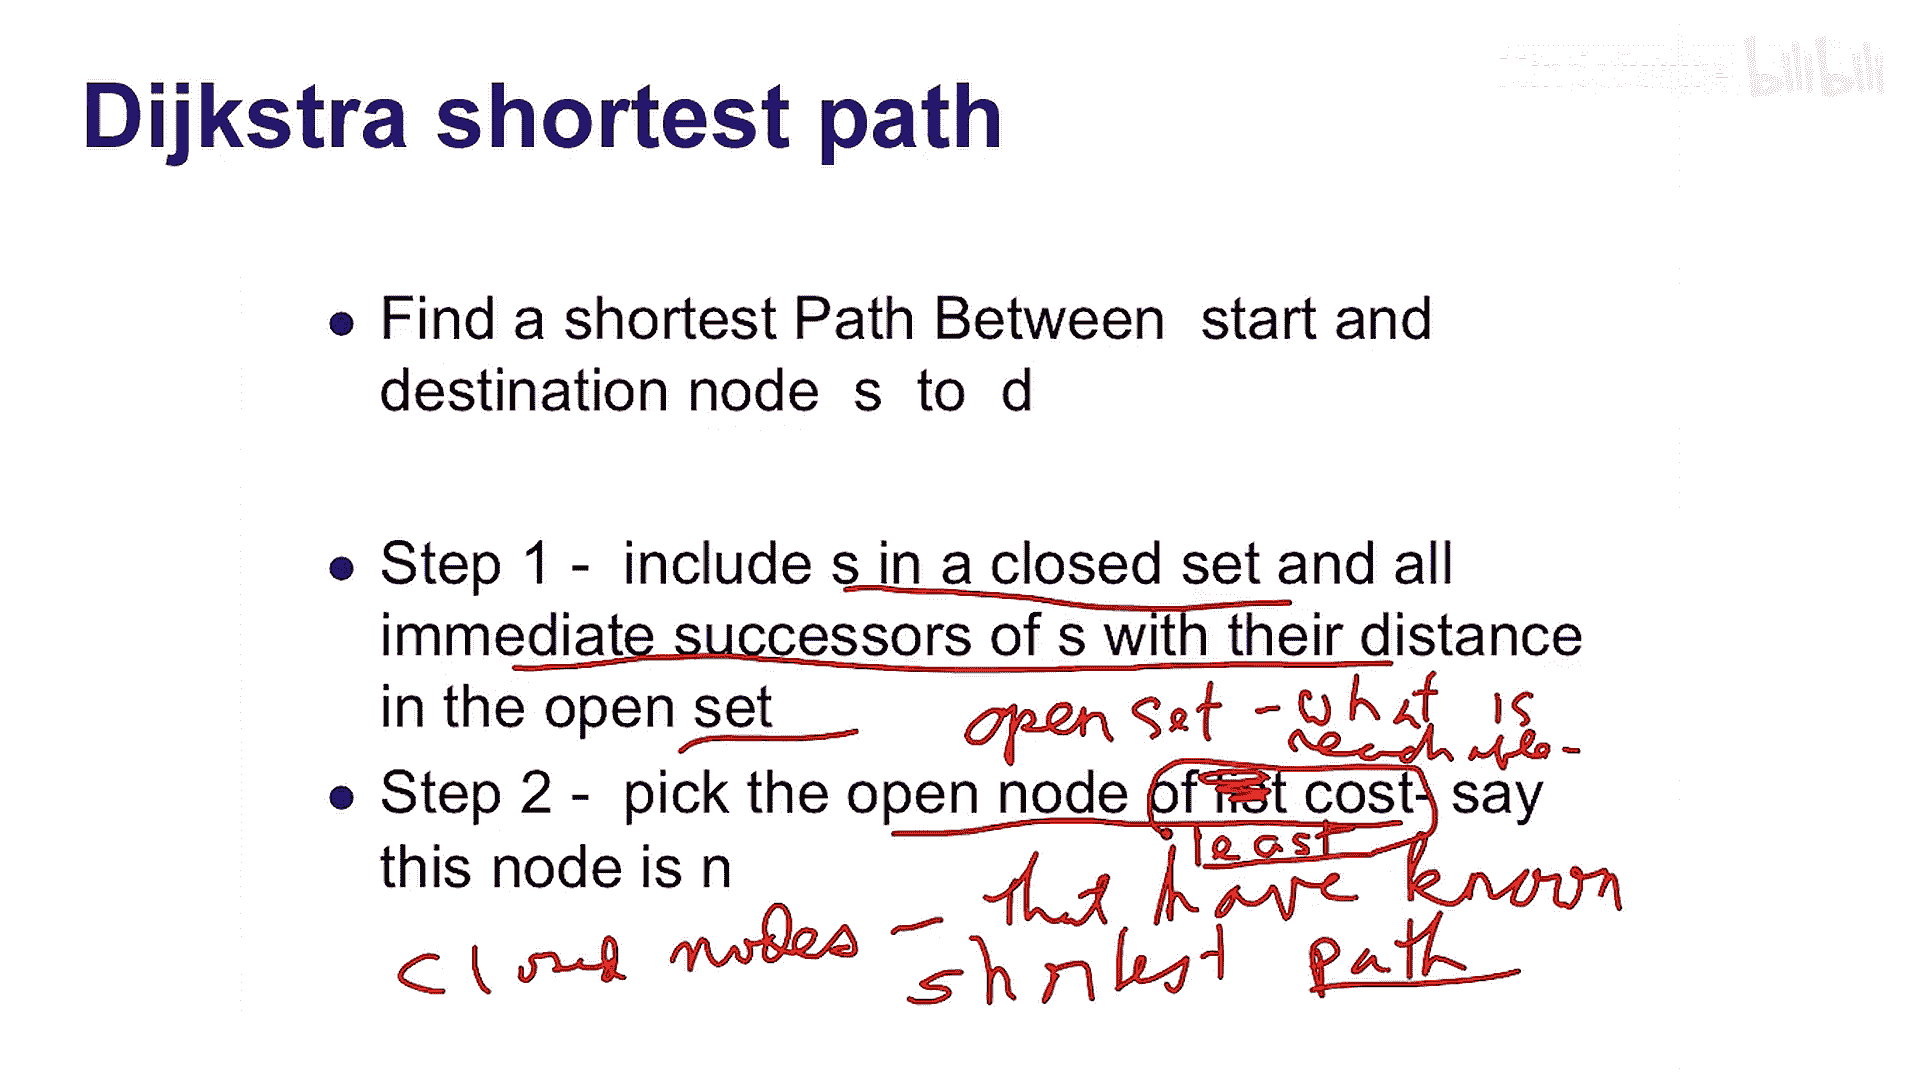 bilibili
Dijkstra shortest path
Find a shortest Path Between start and
destination node s to d
Step 1 - include s in a closed set and all
immediate successors of s with their distance
in the open set
open set - what is
reachable -
Step 2 - pick the open node of cost- say
least
this node is n
closed nodes - that have known
shortest path